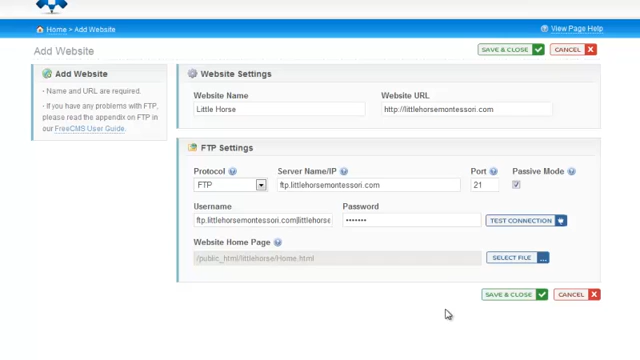 Home > Add Website
View Page Help
Add Website
SAVE & CLOSE
CANCEL
Add Website
- Name and URL are required.
- If you have any problems with FTP,
please read the appendix on FTP in
our FreeCMS User Guide.
Website Settings
Website Name
Website URL
Little Horse
http://littlehorsemontessori.com
FTP Settings
Protocol
Server Name/IP
Port
Passive Mode
FTP
ftp.littlehorsemontessori.com
21
Username
Password
ftp.littlehorsemontessori.com|littlehorse
•••••••
TEST CONNECTION
Website Home Page
/public_html/littlehorse/Home.html
SELECT FILE ...
SAVE & CLOSE
CANCEL